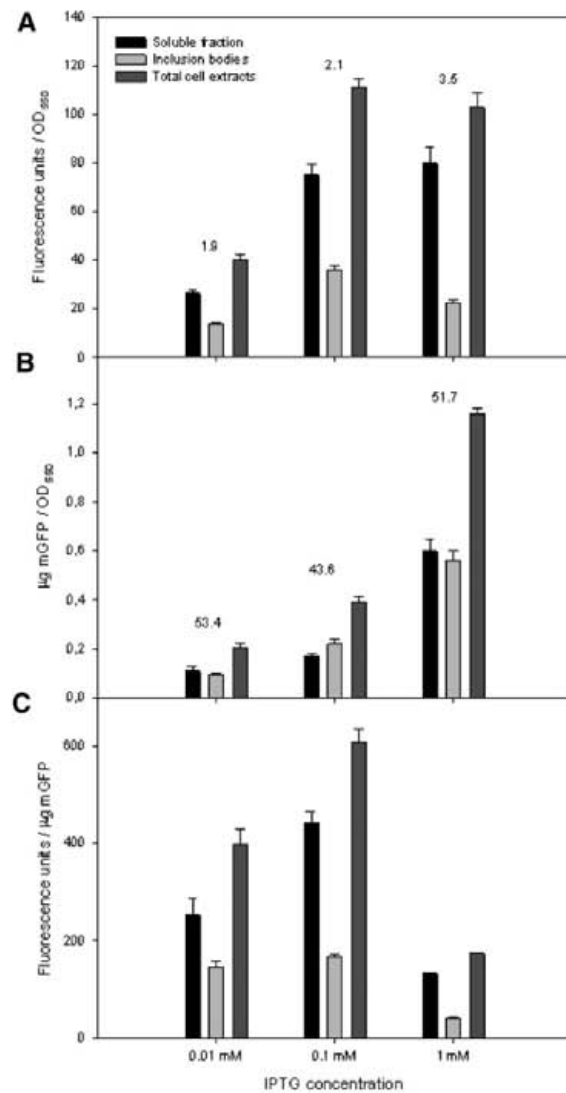 A
140
120
100
80
60
40
20
0
Fluorescence units / OD550
Soluble fraction
Inclusion bodies
Total cell extracts
1.9
2.1
3.5
B
1,2
1,0
0,8
0,6
0,4
0,2
0,0
µg mGFP / OD550
53.4
43.6
51.7
C
600
400
200
0
Fluorescence units / µg mGFP
0.01 mM 0.1 mM 1 mM
IPTG concentration